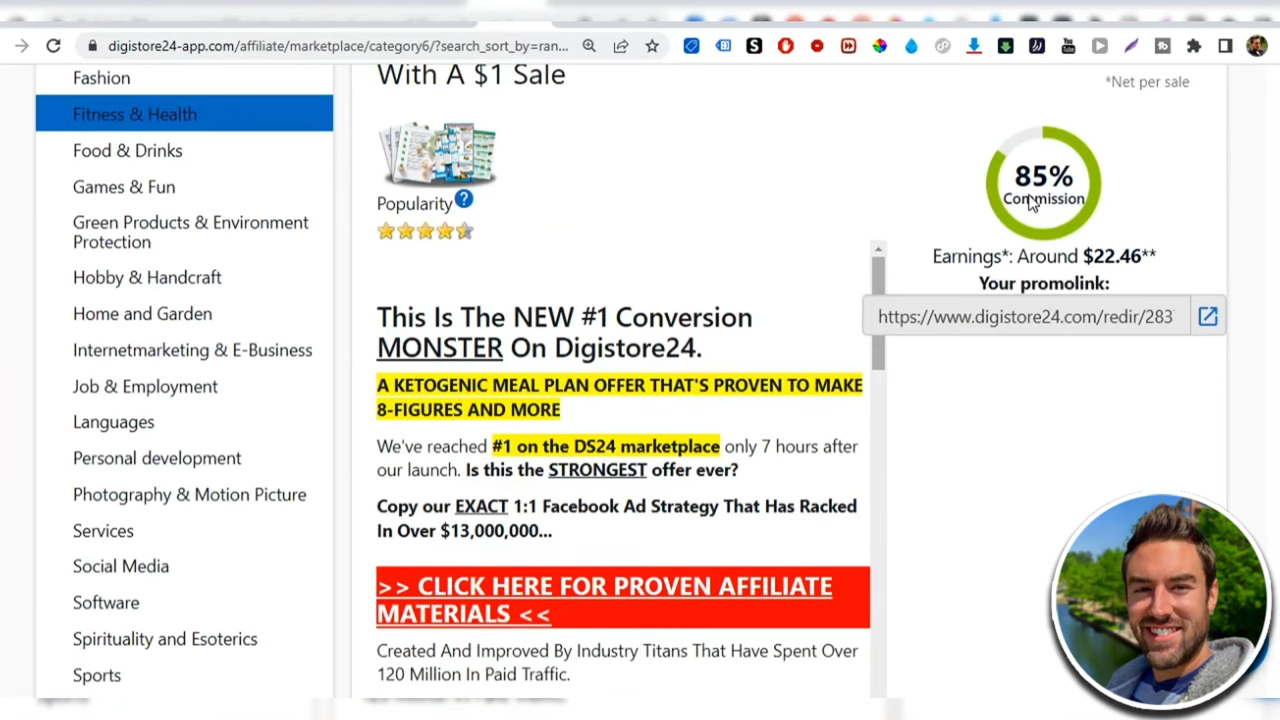 digistore24-app.com/affiliate/marketplace/category6/?search_sort_by=ran...
Fashion
Fitness & Health
Food & Drinks
Games & Fun
Green Products & Environment
Protection
Hobby & Handcraft
Home and Garden
Internetmarketing & E-Business
Job & Employment
Languages
Personal development
Photography & Motion Picture
Services
Social Media
Software
Spirituality and Esoterics
Sports
With A $1 Sale
Popularity
This Is The NEW #1 Conversion
MONSTER On Digistore24.
A KETOGENIC MEAL PLAN OFFER THAT'S PROVEN TO MAKE
8-FIGURES AND MORE
We've reached #1 on the DS24 marketplace only 7 hours after
our launch. Is this the STRONGEST offer ever?
Copy our EXACT 1:1 Facebook Ad Strategy That Has Racked
In Over $13,000,000...
>> CLICK HERE FOR PROVEN AFFILIATE
MATERIALS <<
Created And Improved By Industry Titans That Have Spent Over
120 Million In Paid Traffic.
*Net per sale
85%
Commission
Earnings*: Around $22.46**
Your promolink:
https://www.digistore24.com/redir/283